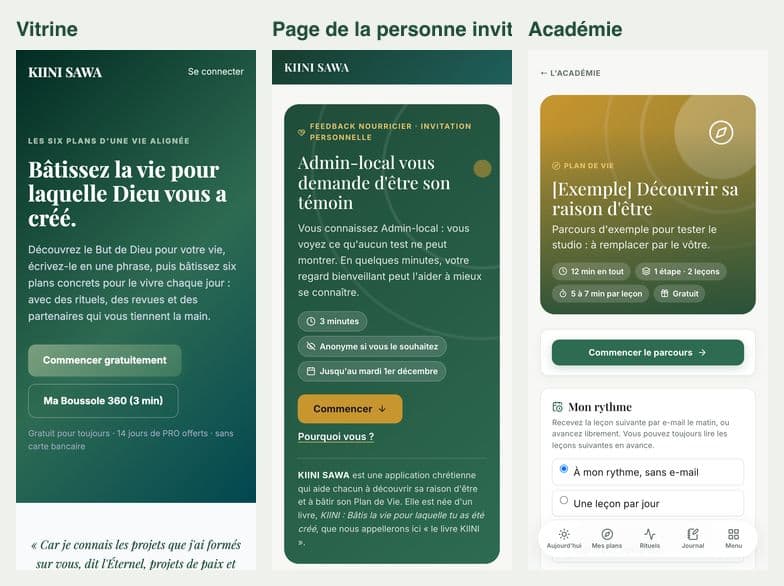 Vitrine
KIINI SAWA
Se connecter
LES SIX PLANS D'UNE VIE ALIGNÉE
Bâtissez la vie pour
laquelle Dieu vous a
créé.
Découvrez le But de Dieu pour votre vie,
écrivez-le en une phrase, puis bâtissez six
plans concrets pour le vivre chaque jour :
avec des rituels, des revues et des
partenaires qui vous tiennent la main.
Commencer gratuitement
Ma Boussole 360 (3 min)
Gratuit pour toujours · 14 jours de PRO offerts · sans
carte bancaire
« Car je connais les projets que j'ai formés
sur vous, dit l'Éternel, projets de paix et
Page de la personne invit
KIINI SAWA
FEEDBACK NOURRICIER · INVITATION
PERSONNELLE
Admin-local vous
demande d'être son
témoin
Vous connaissez Admin-local : vous
voyez ce qu'aucun test ne peut
montrer. En quelques minutes, votre
regard bienveillant peut l'aider à mieux
se connaître.
3 minutes
Anonyme si vous le souhaitez
Jusqu'au mardi 1er décembre
Commencer ↓
Pourquoi vous ?
KIINI SAWA est une application chrétienne
qui aide chacun à découvrir sa raison d'être
et à bâtir son Plan de Vie. Elle est née d'un
livre, KIINI : Bâtis la vie pour laquelle tu as été
créé, que nous appellerons ici « le livre KIINI
».
Académie
← L'ACADÉMIE
PLAN DE VIE
[Exemple] Découvrir sa
raison d'être
Parcours d'exemple pour tester le
studio : à remplacer par le vôtre.
12 min en tout
1 étape · 2 leçons
5 à 7 min par leçon
Gratuit
Commencer le parcours →
Mon rythme
Recevez la leçon suivante par e-mail le matin, ou
avancez librement. Vous pouvez toujours lire les
leçons suivantes en avance.
À mon rythme, sans e-mail
Une leçon par jour
Aujourd'hui
Mes plans
Rituels
Journal
Menu